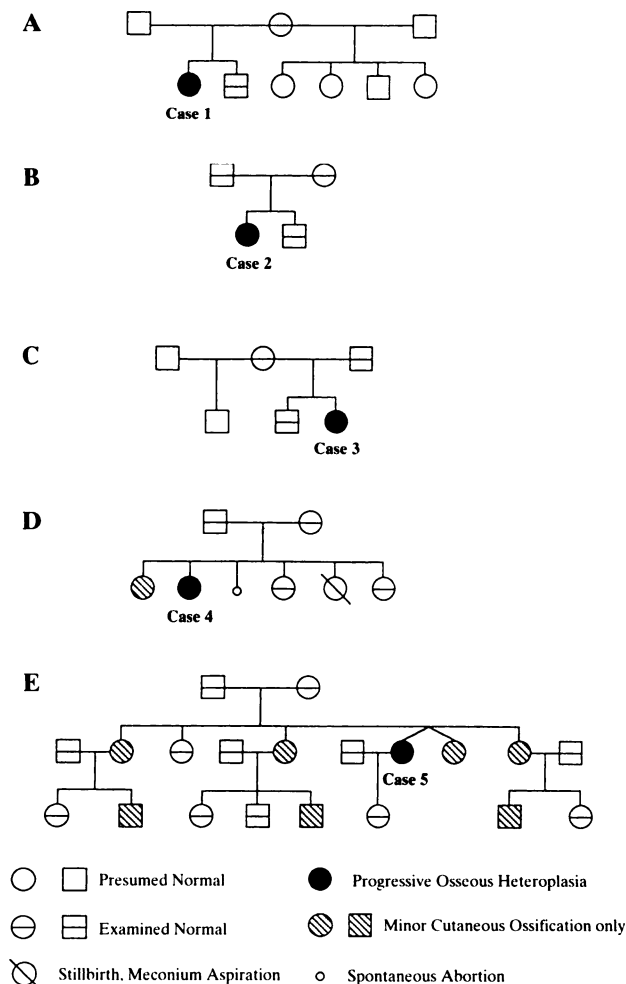 A
Case 1
B
Case 2
C
Case 3
D
Case 4
E
Case 5
Presumed Normal
Progressive Osseous Heteroplasia
Examined Normal
Minor Cutaneous Ossification only
Stillbirth, Meconium Aspiration
Spontaneous Abortion